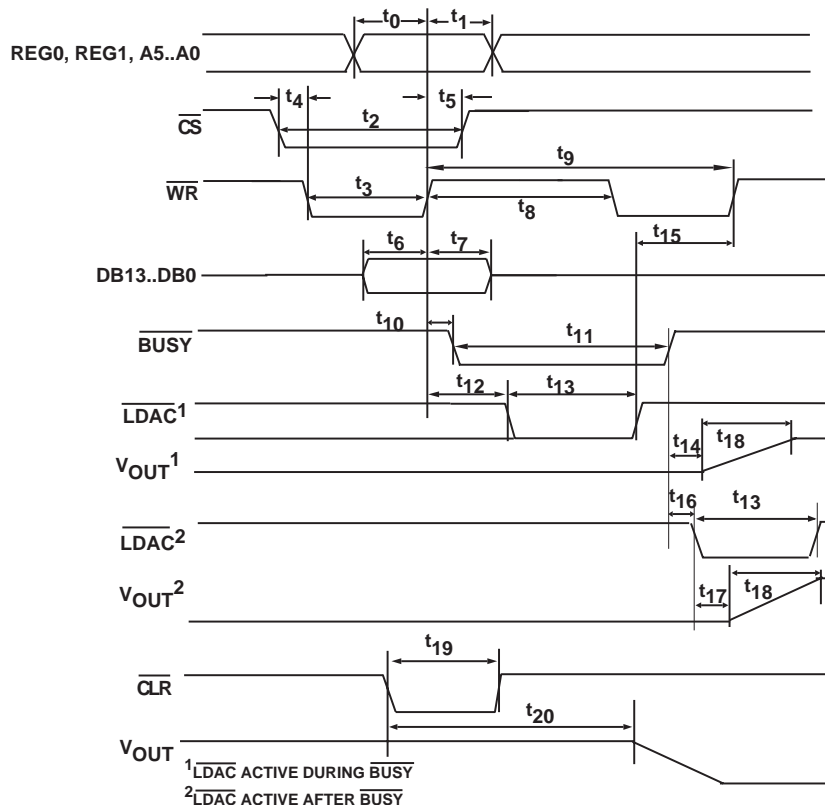 t0 t1
REG0, REG1, A5..A0
t4 t5
t2
CS
t9
WR
t3
t8
t15
t6 t7
DB13..DB0
t10
t11
BUSY
t12 t13
LDAC1
t18
t14
VOUT1
t16 t13
LDAC2
t18
t17
VOUT2
t19
CLR
t20
VOUT
1LDAC ACTIVE DURING BUSY
2LDAC ACTIVE AFTER BUSY